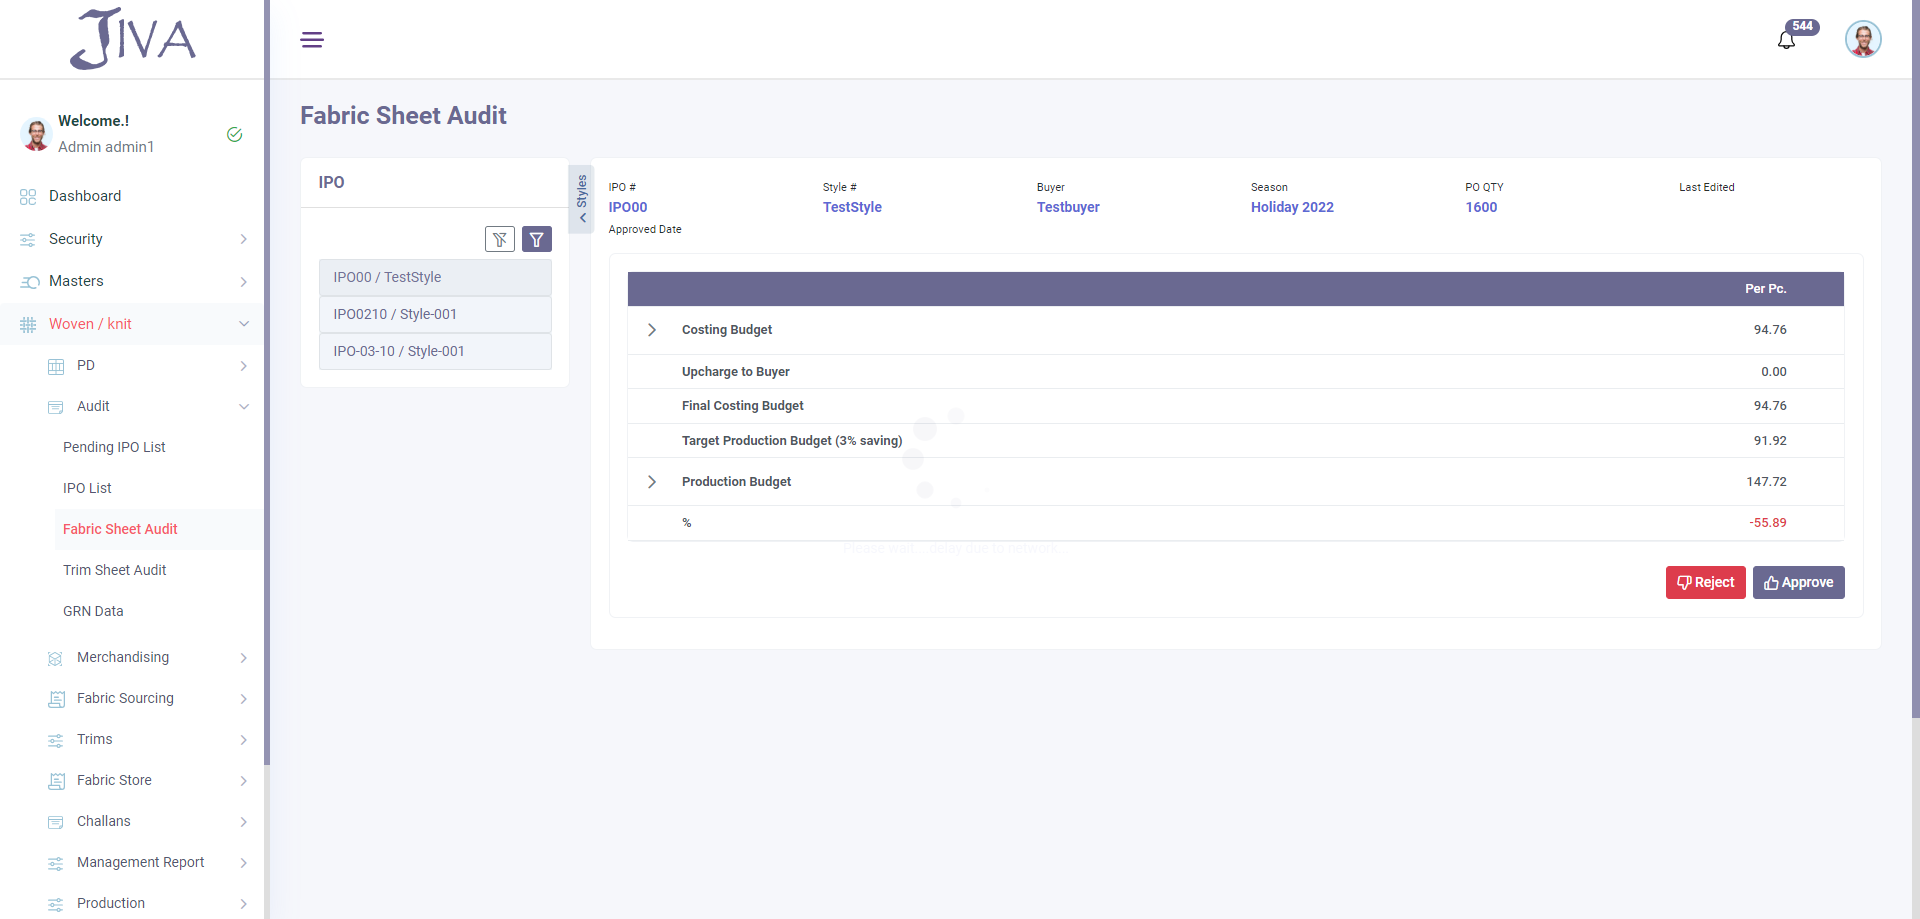 JIVA
544
Welcome.!
Admin admin1
Dashboard
Security
Masters
Woven / knit
PD
Audit
Pending IPO List
IPO List
Fabric Sheet Audit
Trim Sheet Audit
GRN Data
Merchandising
Fabric Sourcing
Trims
Fabric Store
Challans
Management Report
Production
Fabric Sheet Audit
IPO
IPO00 / TestStyle
IPO0210 / Style-001
IPO-03-10 / Style-001
Styles
IPO # Style # Buyer Season PO QTY Last Edited
IPO00 TestStyle Testbuyer Holiday 2022 1600
Approved Date
Per Pc.
Costing Budget 94.76
Upcharge to Buyer 0.00
Final Costing Budget 94.76
Target Production Budget (3% saving) 91.92
Production Budget 147.72
% -55.89
Please wait... delay due to network..
Reject Approve